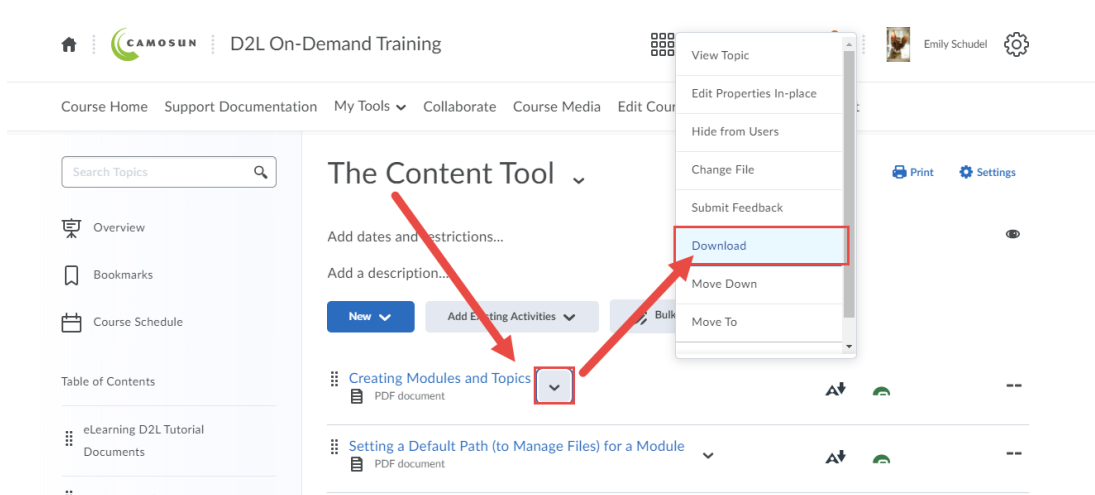 CAMOSUN
D2L On-Demand Training
Emily Schudel
Course Home Support Documentation My Tools Collaborate Course Media Edit
View Topic
Edit Properties In-place
Hide from Users
Change File
Submit Feedback
Download
Move Down
Move To
Search Topics
Overview
Bookmarks
Course Schedule
Table of Contents
eLearning D2L Tutorial
Documents
The Content Tool
Print Settings
Add dates and restrictions...
Add a description...
New Add Existing Activities Bulk
Creating Modules and Topics
PDF document
--
Setting a Default Path (to Manage Files) for a Module
PDF document
--